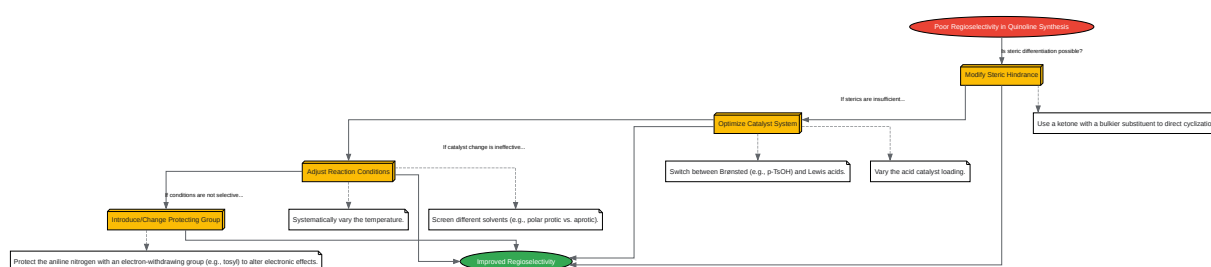 Poor Regioselectivity in Quinoline Synthesis
Is steric differentiation possible?
Modify Steric Hindrance
If sterics are insufficient...
Use a ketone with a bulkier substituent to direct cyclizatio
Optimize Catalyst System
If catalyst change is ineffective...
Switch between Brønsted (e.g., p-TsOH) and Lewis acids.
Vary the acid catalyst loading.
Adjust Reaction Conditions
If conditions are not selective...
Systematically vary the temperature.
Screen different solvents (e.g., polar protic vs. aprotic).
Introduce/Change Protecting Group
Protect the aniline nitrogen with an electron-withdrawing group (e.g., tosyl) to alter electronic effects.
Improved Regioselectivity